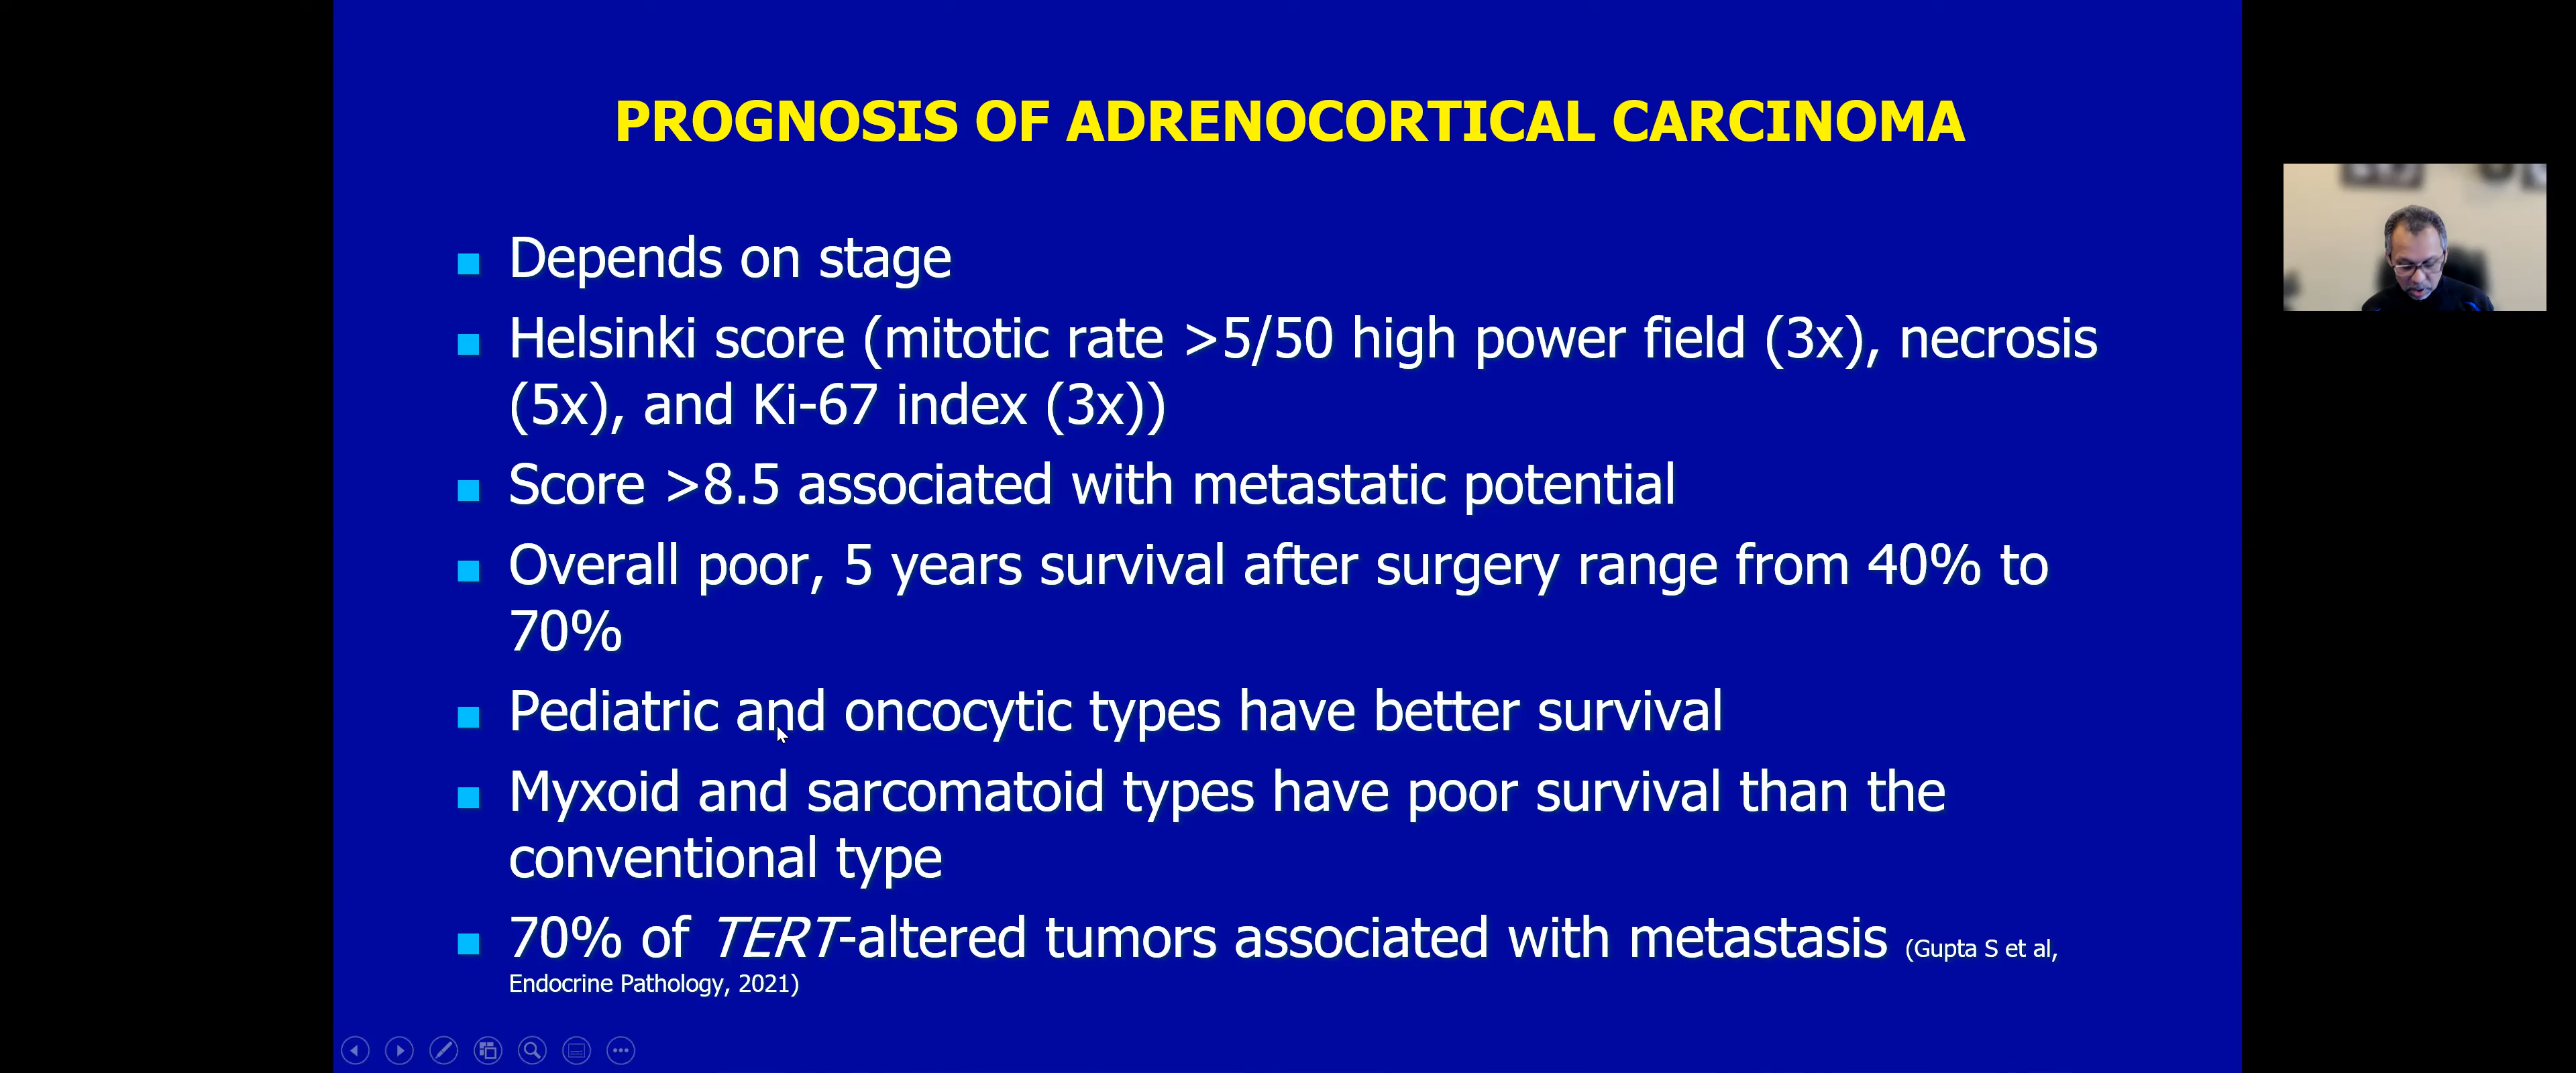 PROGNOSIS OF ADRENOCORTICAL CARCINOMA
Depends on stage
Helsinki score (mitotic rate >5/50 high power field (3x), necrosis
(5x), and Ki-67 index (3x))
Score >8.5 associated with metastatic potential
Overall poor, 5 years survival after surgery range from 40% to
70%
Pediatric and oncocytic types have better survival
Myxoid and sarcomatoid types have poor survival than the
conventional type
70% of TERT-altered tumors associated with metastasis (Gupta S et al,
Endocrine Pathology, 2021)